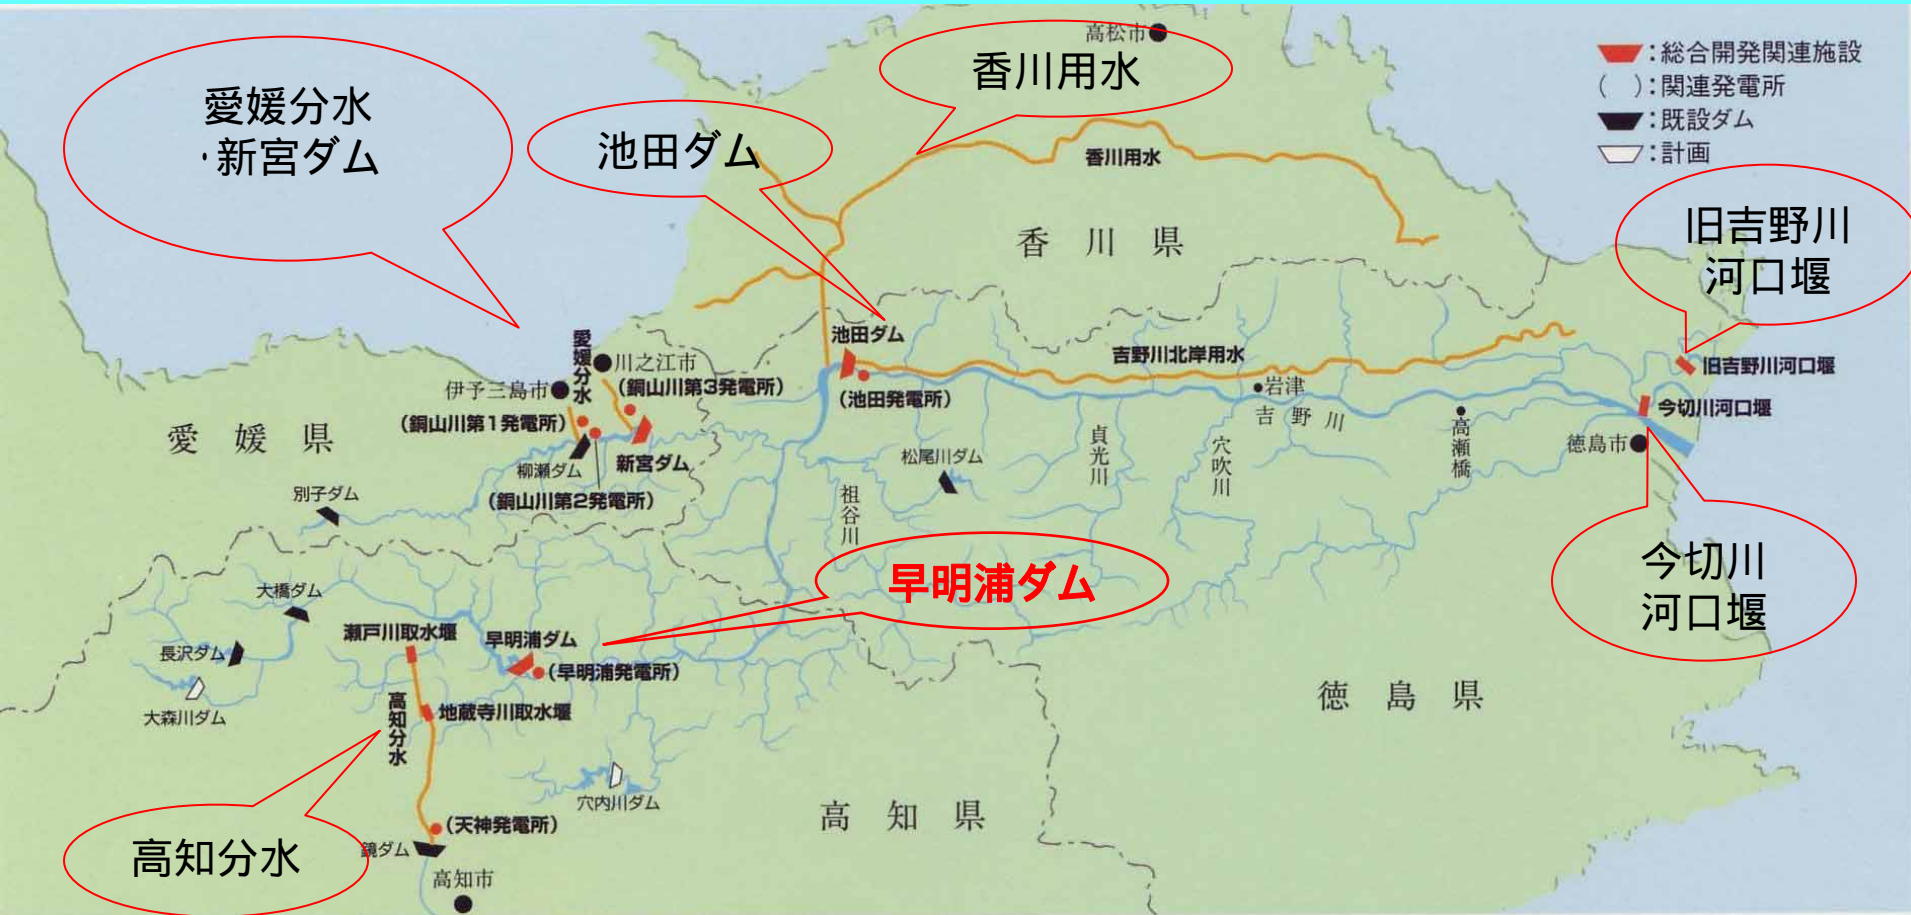 高松市
香川用水
:総合開発関連施設
( ):関連発電所
:既設ダム
:計画
愛媛分水
・新宮ダム
池田ダム
香川用水
旧吉野川
河口堰
香川県
池田ダム
愛媛分水
川之江市
吉野川北岸用水
旧吉野川河口堰
伊予三島市
(銅山川第3発電所)
(池田発電所)
岩津
吉野川
今切川河口堰
(銅山川第1発電所)
高瀬橋
徳島市
愛媛県
柳瀬ダム
新宮ダム
松尾川ダム
貞光川
穴吹川
別子ダム
(銅山川第2発電所)
祖谷川
早明浦ダム
今切川
河口堰
大橋ダム
瀬戸川取水堰
早明浦ダム
長沢ダム
(早明浦発電所)
徳島県
大森川ダム
高知分水
地蔵寺川取水堰
穴内川ダム
高知県
(天神発電所)
高知分水
鏡ダム
高知市